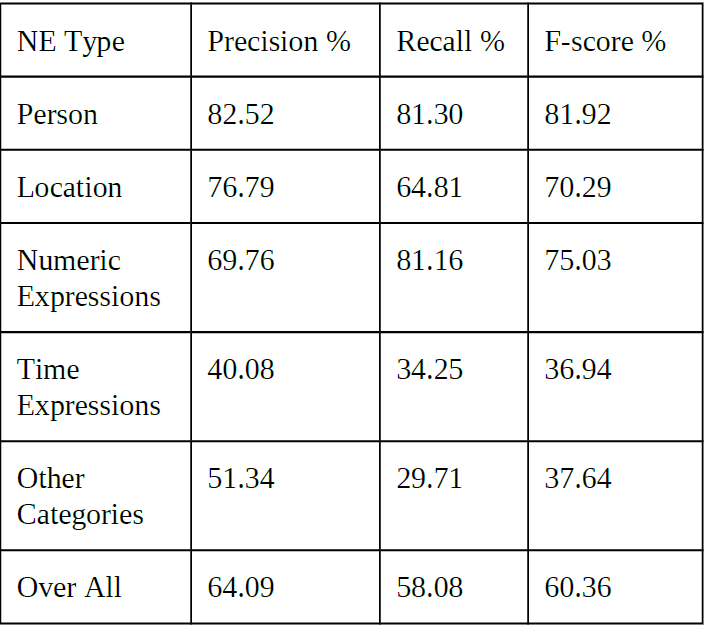 NE Type Precision % Recall % F-score %
Person 82.52 81.30 81.92
Location 76.79 64.81 70.29
Numeric 69.76 81.16 75.03
Expressions
Time 40.08 34.25 36.94
Expressions
Other 51.34 29.71 37.64
Categories
Over All 64.09 58.08 60.36